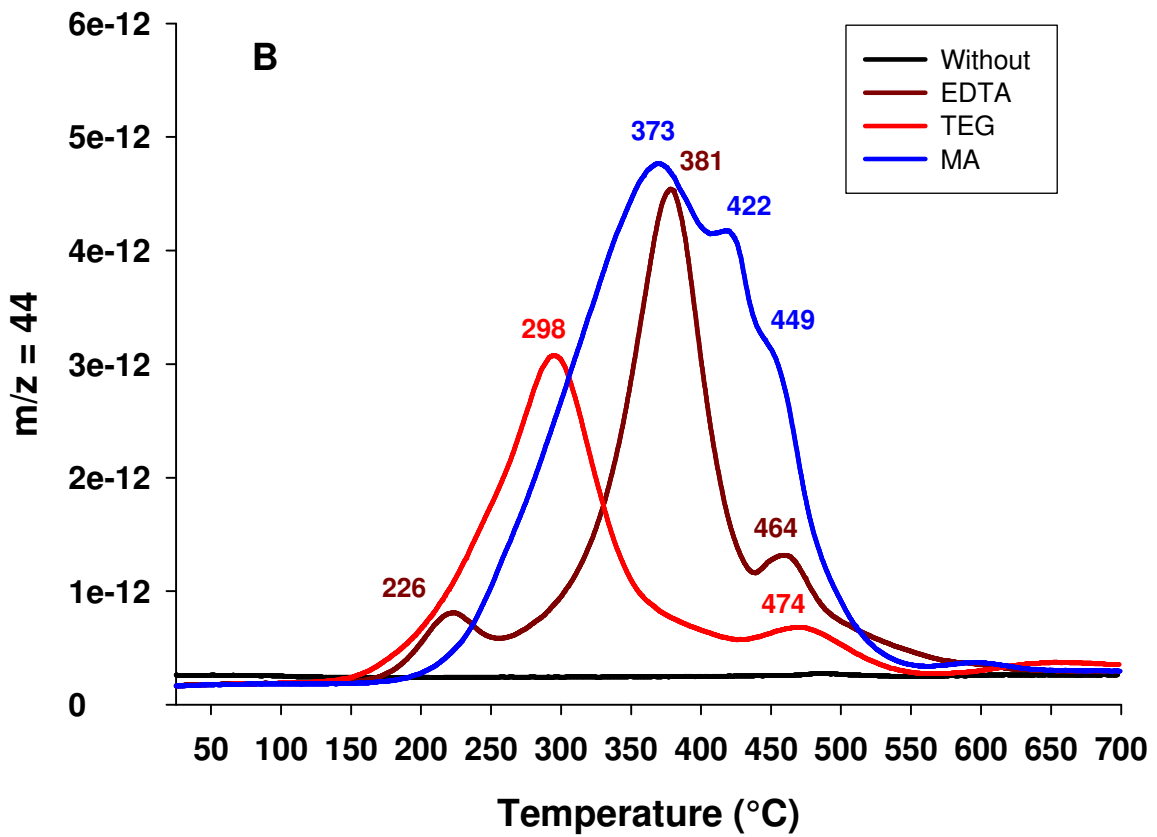 6e-12
B
Without
EDTA
TEG
MA
5e-12
373
381
4e-12
422
449
298
3e-12
m/z = 44
2e-12
464
226
1e-12
474
0
50 100 150 200 250 300 350 400 450 500 550 600 650 700
Temperature (°C)